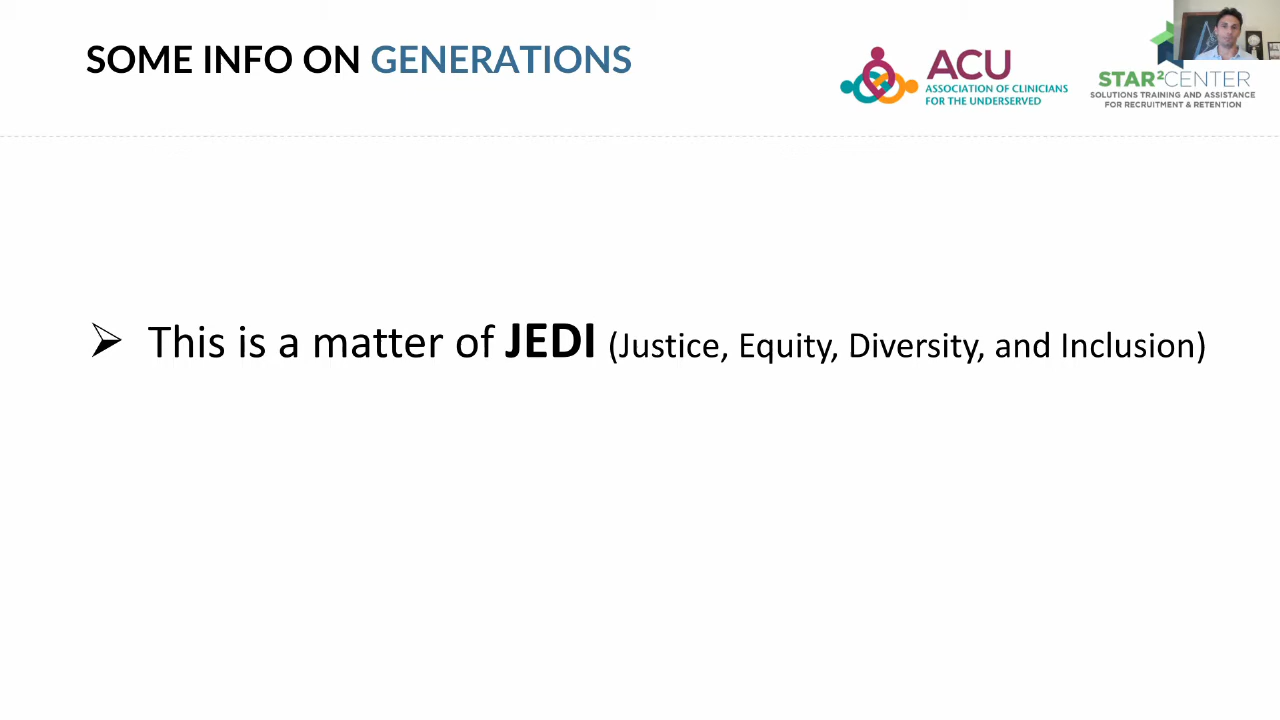 SOME INFO ON GENERATIONS
ACU
ASSOCIATION OF CLINICIANS
FOR THE UNDERSERVED
STAR²CENTER
SOLUTIONS TRAINING AND ASSISTANCE
FOR RECRUITMENT & RETENTION
➢ This is a matter of JEDI (Justice, Equity, Diversity, and Inclusion)